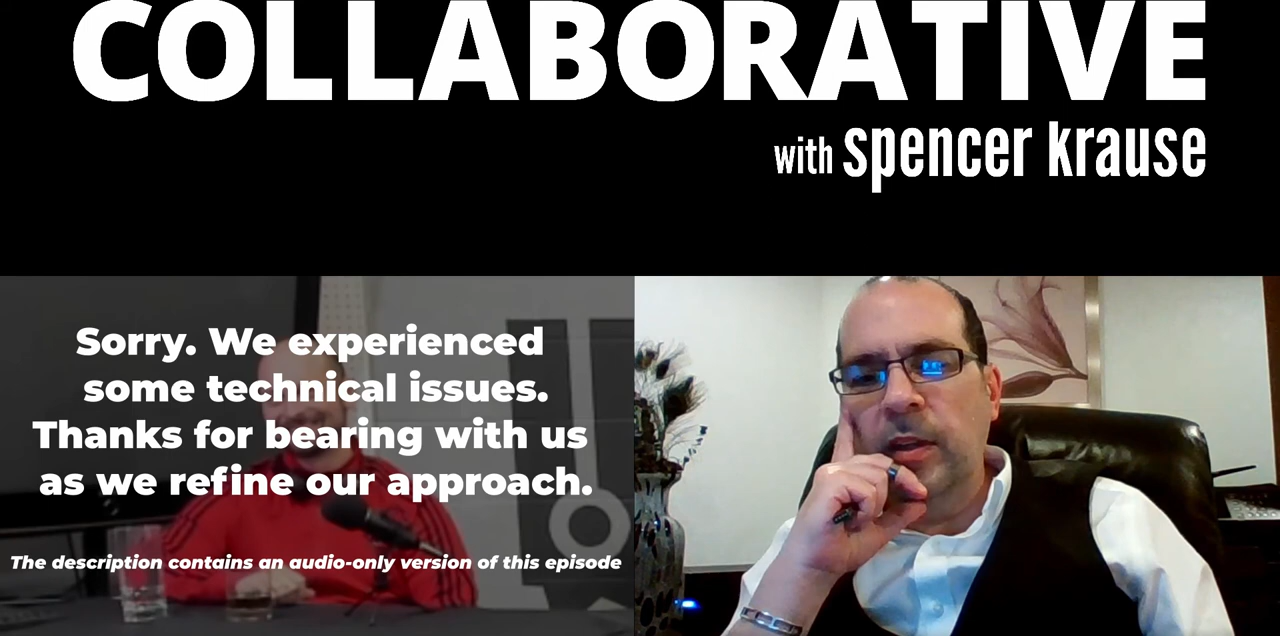 COLLABORATIVE
with spencer krause
Sorry. We experienced
some technical issues.
Thanks for bearing with us
as we refine our approach.
The description contains an audio-only version of this episode